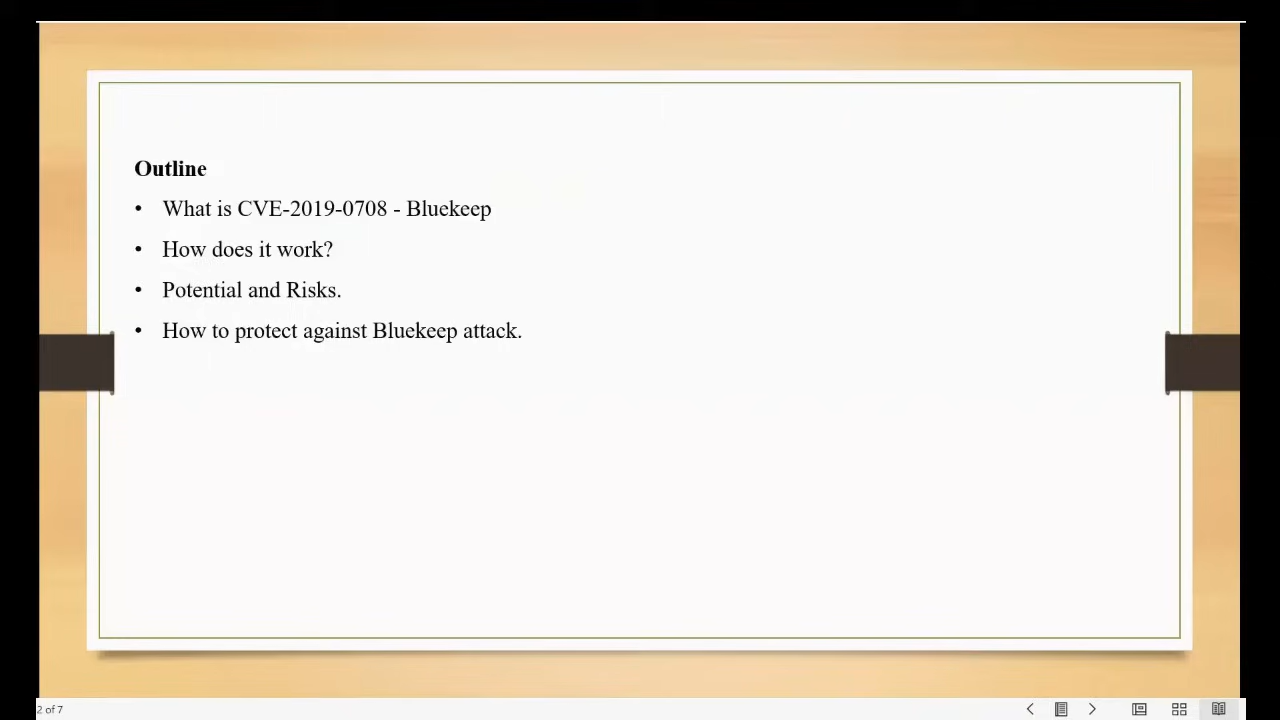 Outline
• What is CVE-2019-0708 - Bluekeep
• How does it work?
• Potential and Risks.
• How to protect against Bluekeep attack.
2 of 7